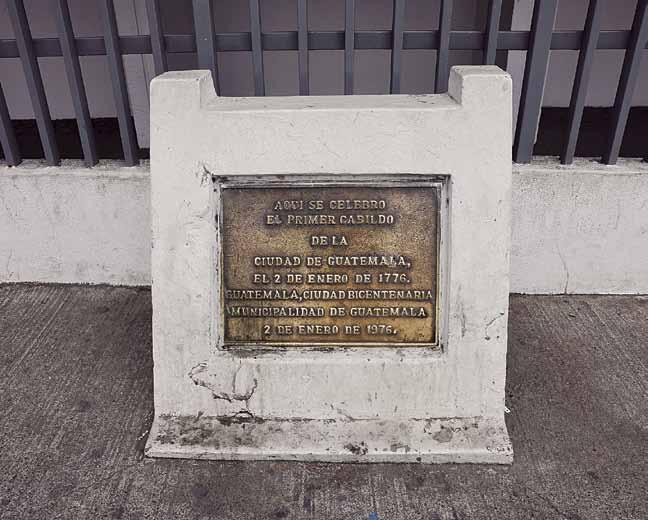 AQUI SE CELEBRO
EL PRIMER CABILDO
DE LA
CIUDAD DE GUATEMALA,
EL 2 DE ENERO DE 1776.
GUATEMALA, CIUDAD BICENTENARIA
MUNICIPALIDAD DE GUATEMALA
2 DE ENERO DE 1976.